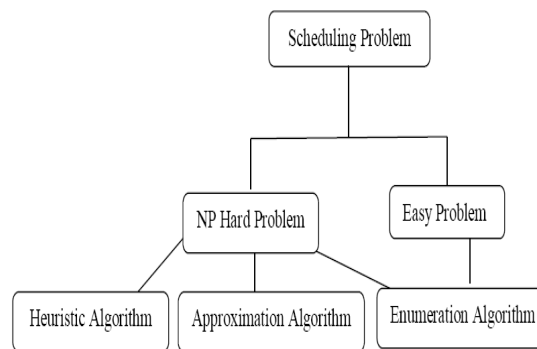 Scheduling Problem
NP Hard Problem
Easy Problem
Heuristic Algorithm
Approximation Algorithm
Enumeration Algorithm